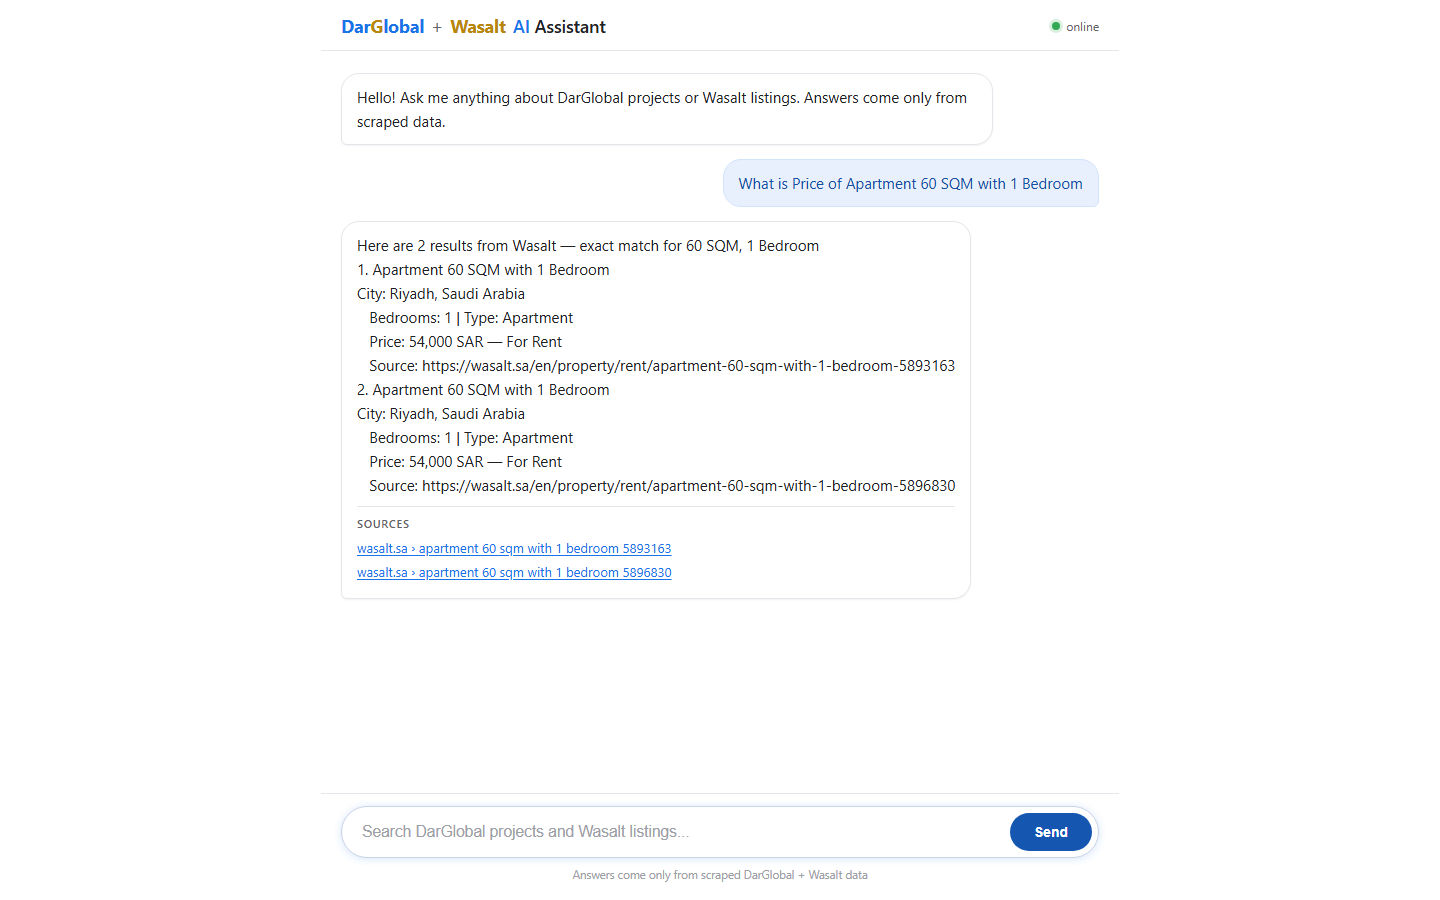 DarGlobal + Wasalt AI Assistant
online
Hello! Ask me anything about DarGlobal projects or Wasalt listings. Answers come only from
scraped data.
What is Price of Apartment 60 SQM with 1 Bedroom
Here are 2 results from Wasalt — exact match for 60 SQM, 1 Bedroom
1. Apartment 60 SQM with 1 Bedroom
City: Riyadh, Saudi Arabia
Bedrooms: 1 | Type: Apartment
Price: 54,000 SAR — For Rent
Source: https://wasalt.sa/en/property/rent/apartment-60-sqm-with-1-bedroom-5893163
2. Apartment 60 SQM with 1 Bedroom
City: Riyadh, Saudi Arabia
Bedrooms: 1 | Type: Apartment
Price: 54,000 SAR — For Rent
Source: https://wasalt.sa/en/property/rent/apartment-60-sqm-with-1-bedroom-5896830
SOURCES
wasalt.sa › apartment 60 sqm with 1 bedroom 5893163
wasalt.sa › apartment 60 sqm with 1 bedroom 5896830
Search DarGlobal projects and Wasalt listings...
Send
Answers come only from scraped DarGlobal + Wasalt data